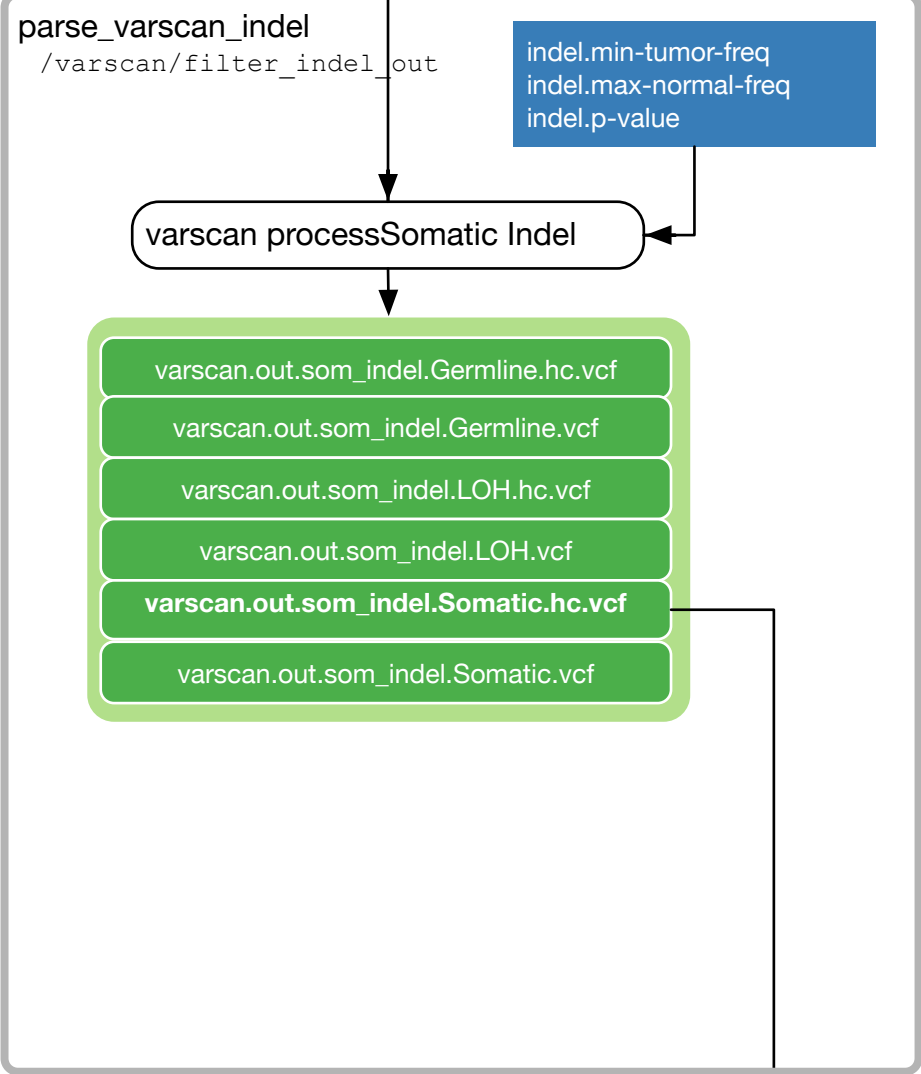 parse_varscan_indel
/varscan/filter_indel_out
indel.min-tumor-freq
indel.max-normal-freq
indel.p-value
varscan processSomatic Indel
varscan.out.som_indel.Germline.hc.vcf
varscan.out.som_indel.Germline.vcf
varscan.out.som_indel.LOH.hc.vcf
varscan.out.som_indel.LOH.vcf
varscan.out.som_indel.Somatic.hc.vcf
varscan.out.som_indel.Somatic.vcf